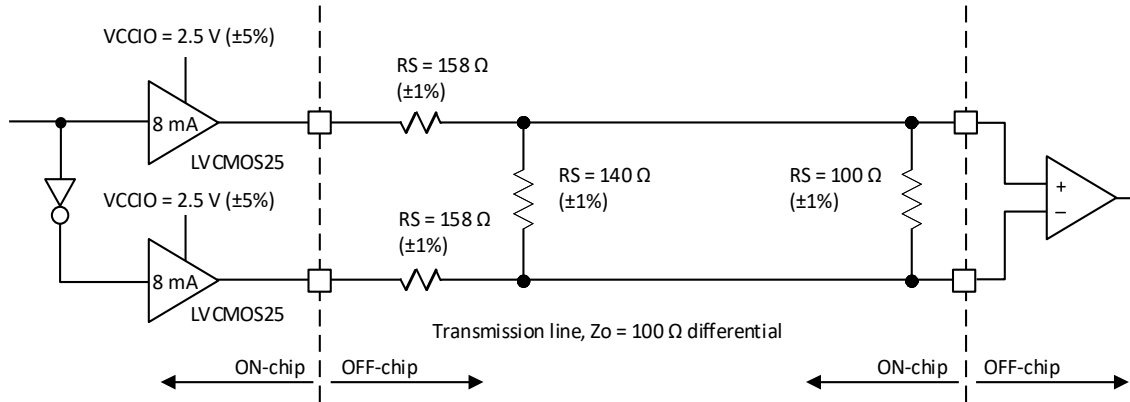 VCCIO = 2.5 V (±5%)
8 mA
LVCMOS25
RS = 158 Ω
(±1%)
RS = 140 Ω
(±1%)
RS = 100 Ω
(±1%)
+
–
VCCIO = 2.5 V (±5%)
RS = 158 Ω
(±1%)
8 mA
LVCMOS25
Transmission line, Zo = 100 Ω differential
ON-chip
OFF-chip
ON-chip
OFF-chip